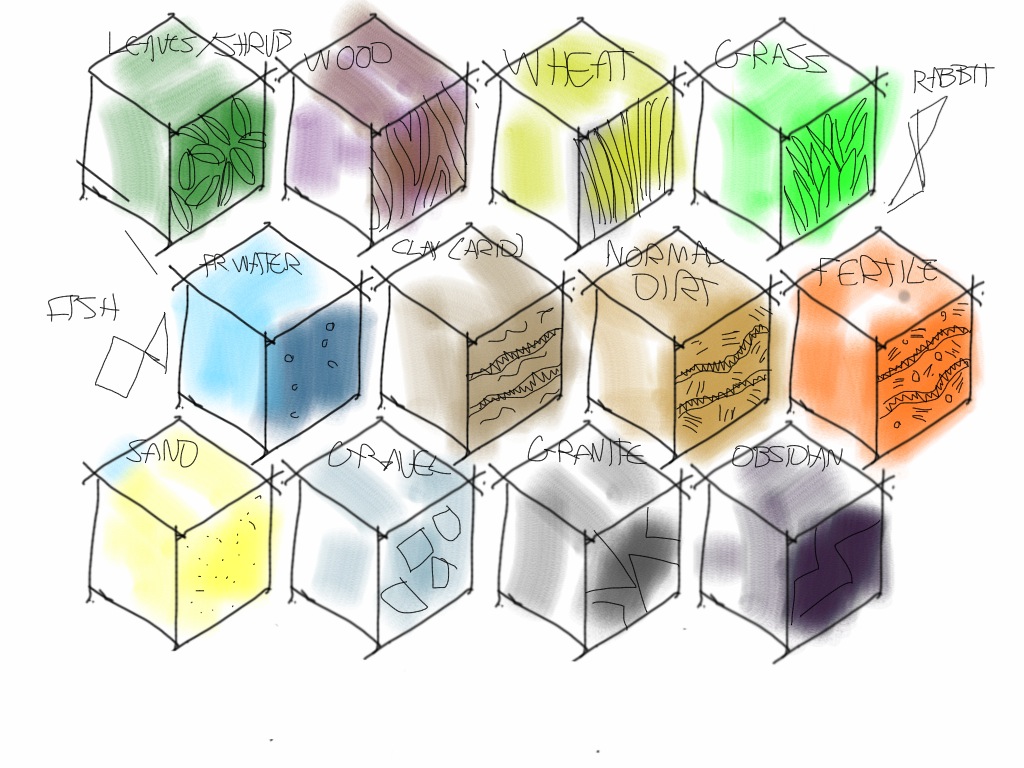 LEAVES/SHRUB
WOOD
WHEAT
GRASS
RABBIT
FISH
FR WATER
CLAY (ARID)
NORMAL
DIRT
FERTILE
SAND
GRAVEL
GRANITE
OBSIDIAN